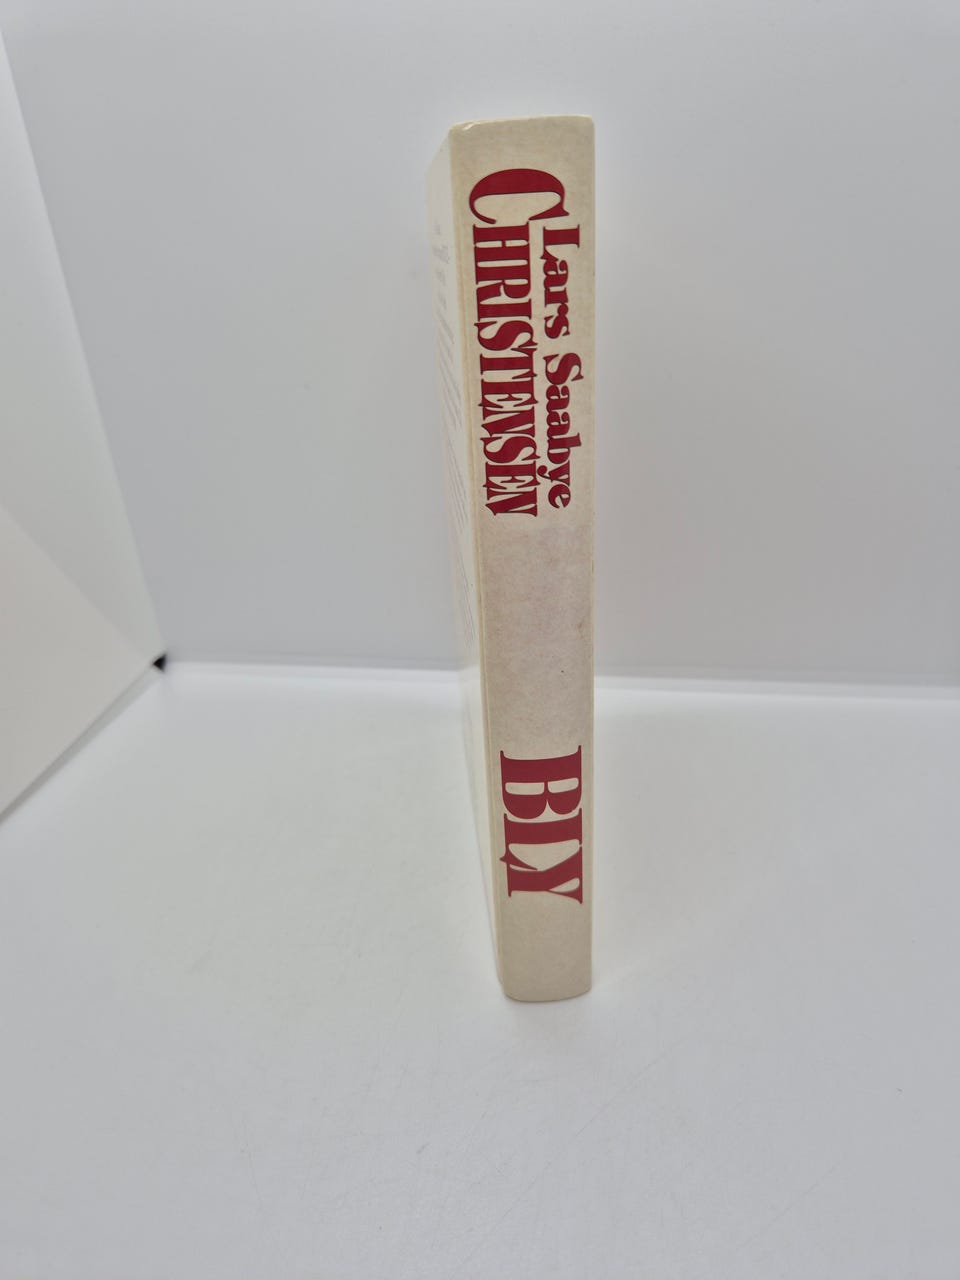 Lars Saabye
CHRISTENSEN
BLY